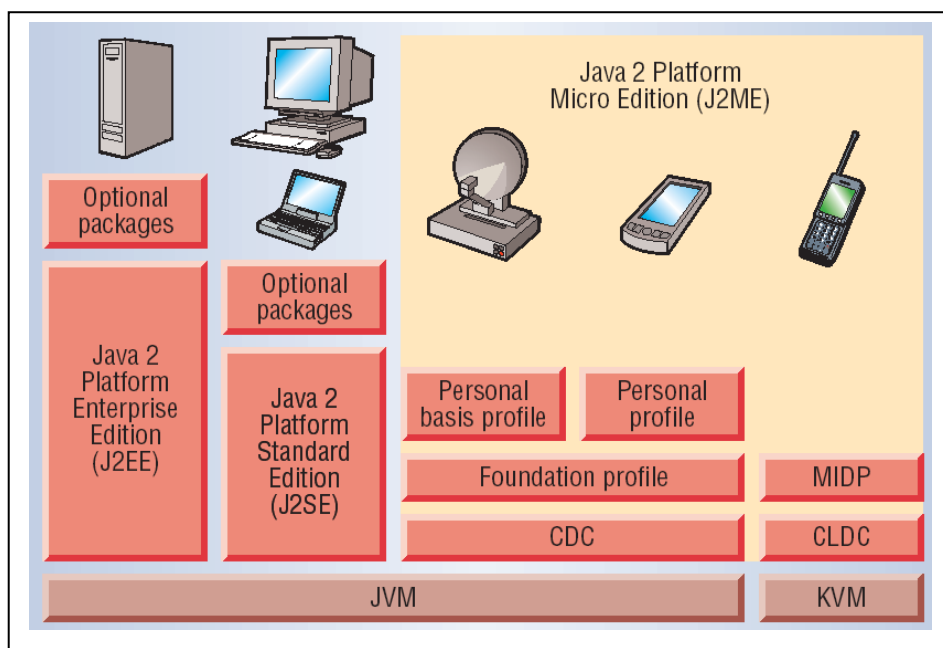 Java 2 Platform
Micro Edition (J2ME)
Optional
packages
Optional
packages
Java 2
Platform
Enterprise
Edition
(J2EE)
Java 2
Platform
Standard
Edition
(J2SE)
Personal
basis profile
Personal
profile
Foundation profile
MIDP
CDC
CLDC
JVM
KVM